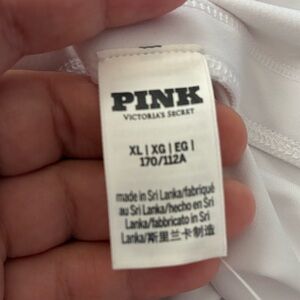 PINK
VICTORIA'S SECRET
XL | XG | EG |
170/112A
made in Sri Lanka/fabriqué
au Sri Lanka/hecho en Sri
Lanka/fabbricato in Sri
Lanka/斯里兰卡制造